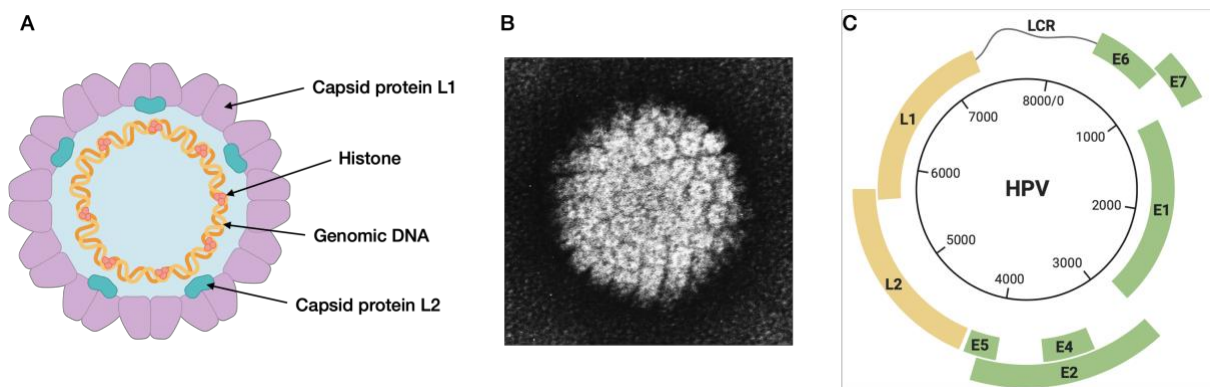 A
Capsid protein L1
Histone
Genomic DNA
Capsid protein L2
B
C
LCR
E6
E7
L1
8000/0
7000
1000
6000
HPV
2000
E1
5000
3000
4000
L2
E5
E4
E2